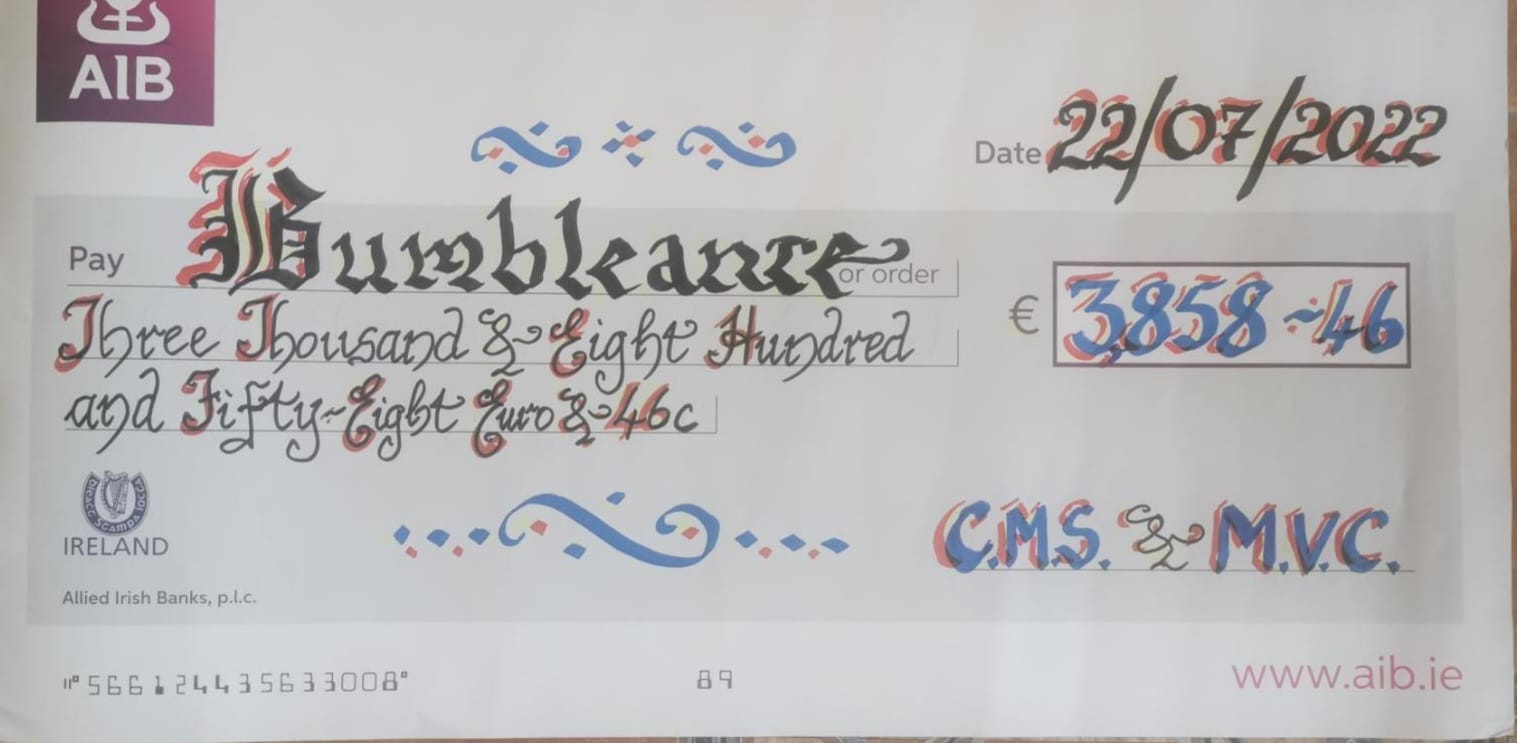 AIB
Date 22/07/2022
Pay Bumbleance or order
Three Thousand & Eight Hundred
€ 3,858-46
and Fifty-Eight Euro & 46c
C.M.S. & M.V.C.
IRELAND
Allied Irish Banks, p.l.c.
566124435633008
89
www.aib.ie